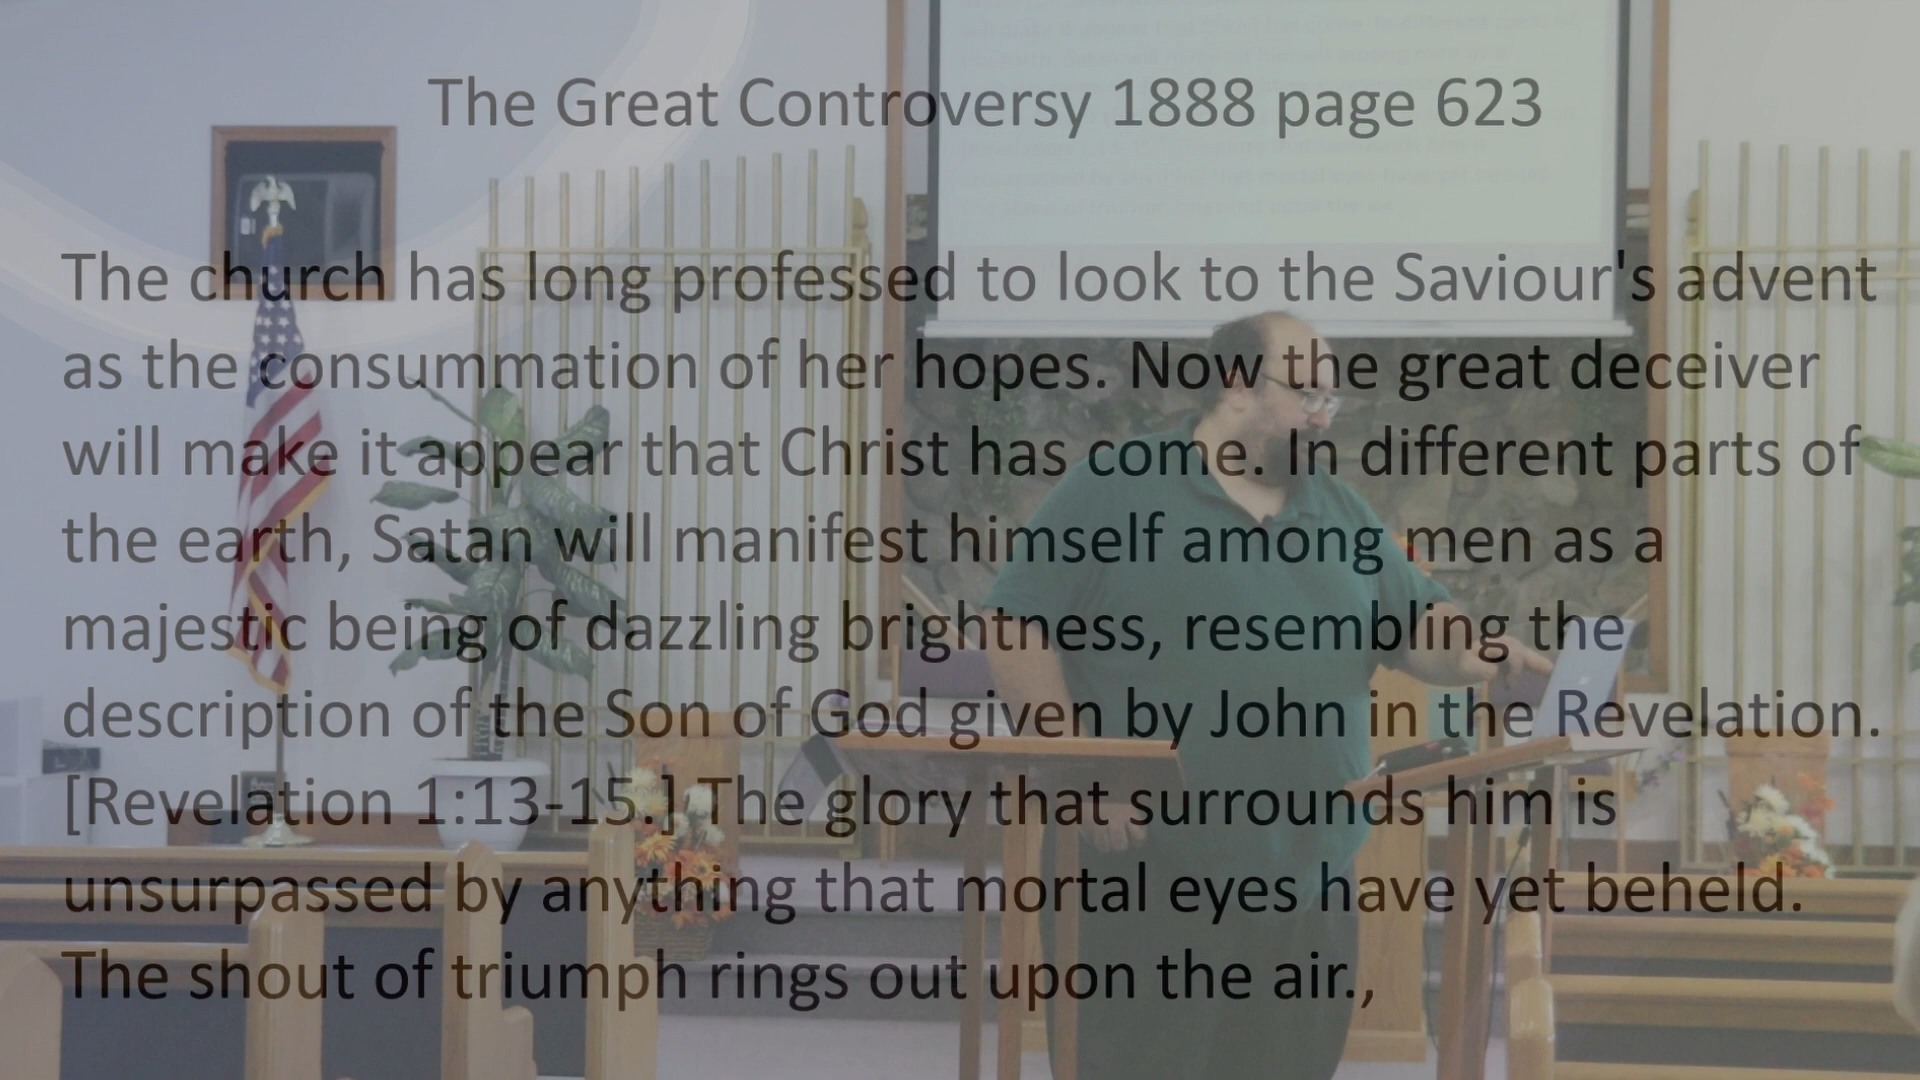 The Great Controversy 1888 page 623
The church has long professed to look to the Saviour's advent
as the consummation of her hopes. Now the great deceiver
will make it appear that Christ has come. In different parts of
the earth, Satan will manifest himself among men as a
majestic being of dazzling brightness, resembling the
description of the Son of God given by John in the Revelation.
[Revelation 1:13-15.] The glory that surrounds him is
unsurpassed by anything that mortal eyes have yet beheld.
The shout of triumph rings out upon the air.,